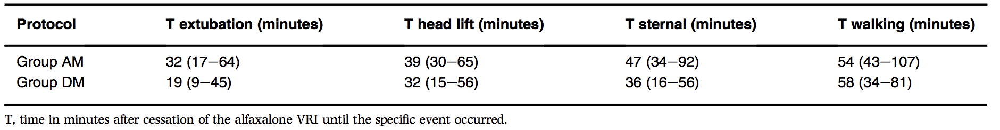 Protocol T extubation (minutes) T head lift (minutes) T sternal (minutes) T walking (minutes)
Group AM 32 (17–64) 39 (30–65) 47 (34–92) 54 (43–107)
Group DM 19 (9–45) 32 (15–56) 36 (16–56) 58 (34–81)
T, time in minutes after cessation of the alfaxalone VRI until the specific event occurred.